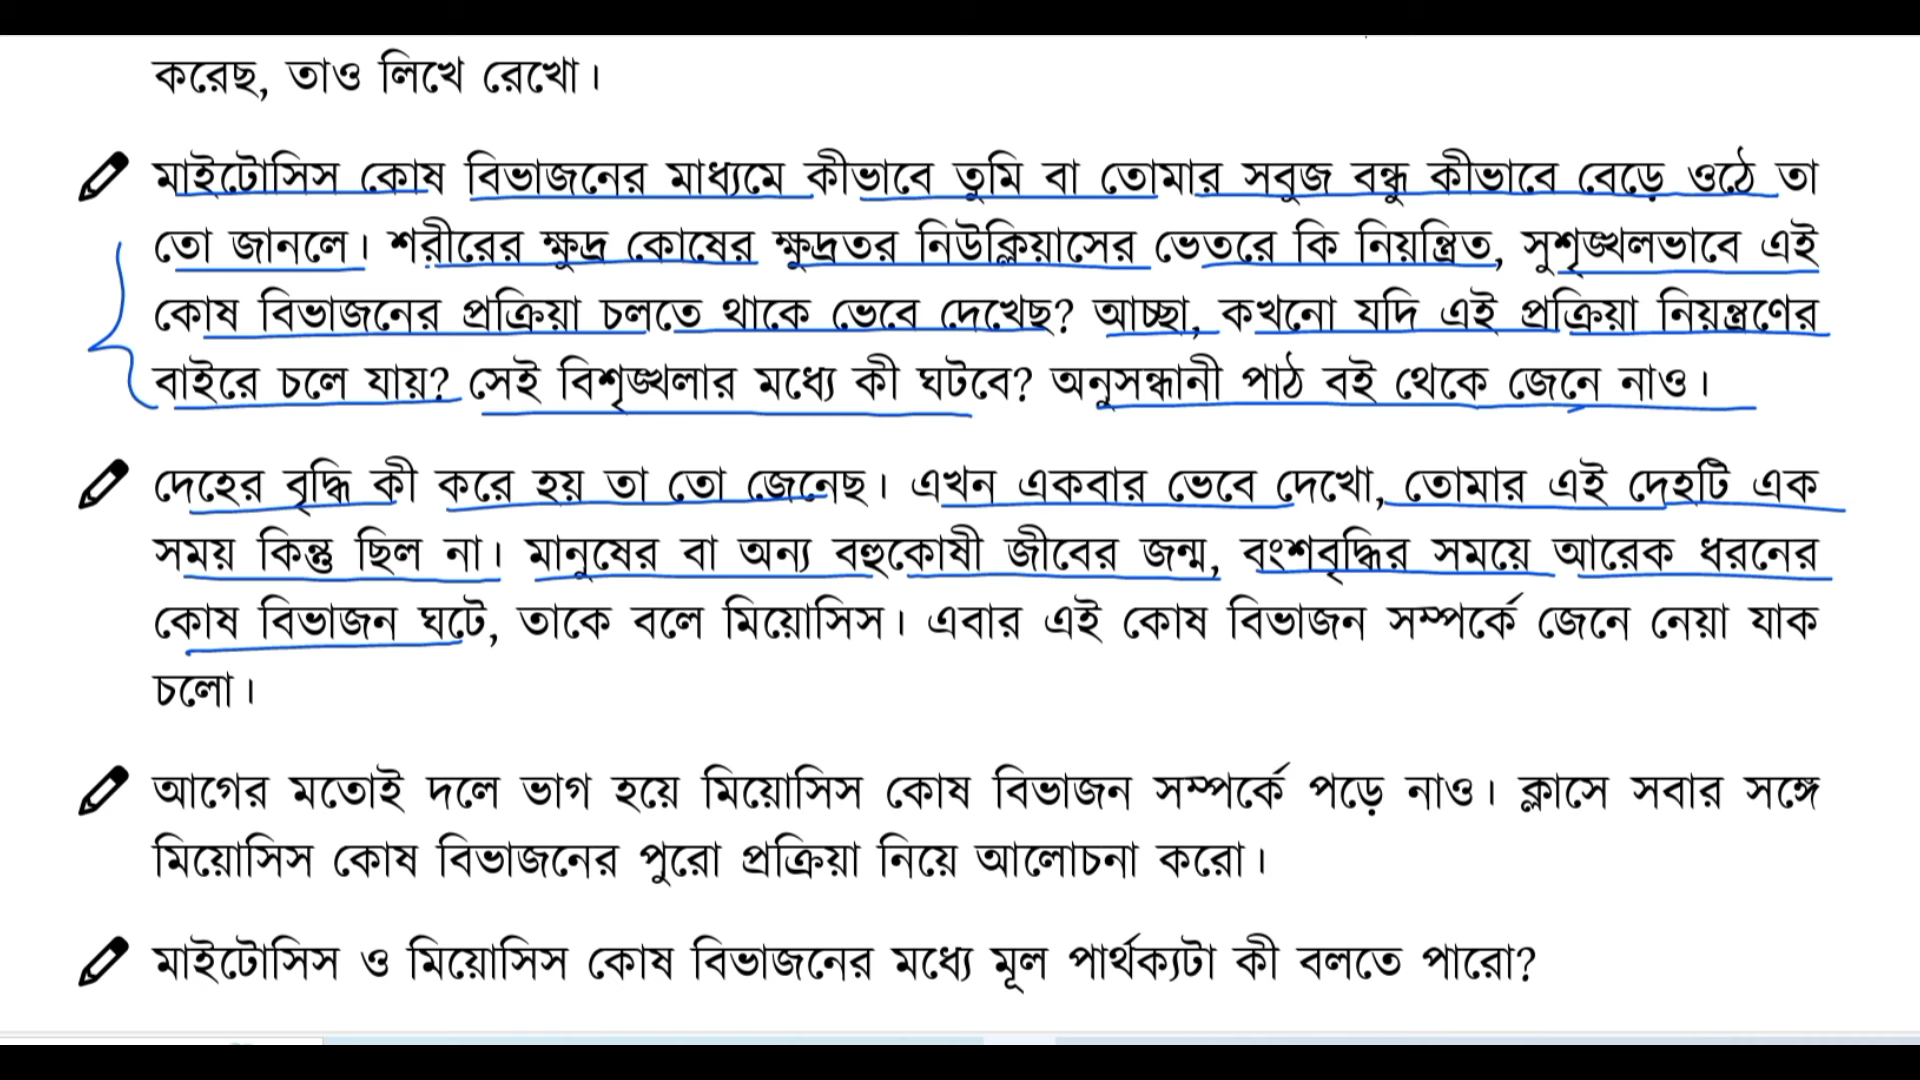 করেছ, তাও লিখে রেখো।
মাইটোসিস কোষ বিভাজনের মাধ্যমে কীভাবে তুমি বা তোমার সবুজ বন্ধু কীভাবে বেড়ে ওঠে তা
তো জানলে। শরীরের ক্ষুদ্র কোষের ক্ষুদ্রতর নিউক্লিয়াসের ভেতরে কি নিয়ন্ত্রিত, সুশৃঙ্খলভাবে এই
কোষ বিভাজনের প্রক্রিয়া চলতে থাকে ভেবে দেখেছ? আচ্ছা, কখনো যদি এই প্রক্রিয়া নিয়ন্ত্রণের
বাইরে চলে যায়? সেই বিশৃঙ্খলার মধ্যে কী ঘটবে? অনুসন্ধানী পাঠ বই থেকে জেনে নাও।
দেহের বৃদ্ধি কী করে হয় তা তো জেনেছ। এখন একবার ভেবে দেখো, তোমার এই দেহটি এক
সময় কিন্তু ছিল না। মানুষের বা অন্য বহুকোষী জীবের জন্ম, বংশবৃদ্ধির সময়ে আরেক ধরনের
কোষ বিভাজন ঘটে, তাকে বলে মিয়োসিস। এবার এই কোষ বিভাজন সম্পর্কে জেনে নেয়া যাক
চলো।
আগের মতোই দলে ভাগ হয়ে মিয়োসিস কোষ বিভাজন সম্পর্কে পড়ে নাও। ক্লাসে সবার সঙ্গে
মিয়োসিস কোষ বিভাজনের পুরো প্রক্রিয়া নিয়ে আলোচনা করো।
মাইটোসিস ও মিয়োসিস কোষ বিভাজনের মধ্যে মূল পার্থক্যটা কী বলতে পারো?